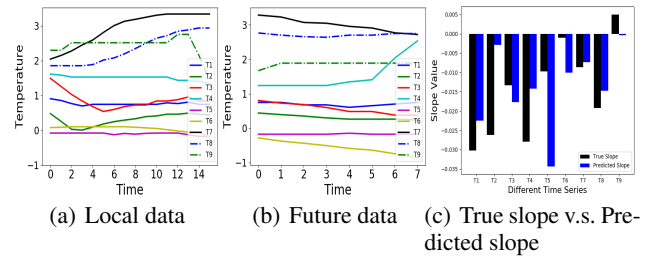 Temperature
3
2
1
0
−1
0
2
4
6
8
10
12
14
Time
T1
T2
T3
T4
T5
T6
T7
T8
T9
(a) Local data
Temperature
3
2
1
0
−1
0
1
2
3
4
5
6
7
Time
T1
T2
T3
T4
T5
T6
T7
T8
T9
(b) Future data
Slope Value
0.005
0.000
−0.005
−0.010
−0.015
−0.020
−0.025
−0.030
−0.035
T1
T2
T3
T4
T5
T6
T7
T8
T9
Different Time Series
True Slope
Predicted Slope
(c) True slope v.s. Pre-
dicted slope